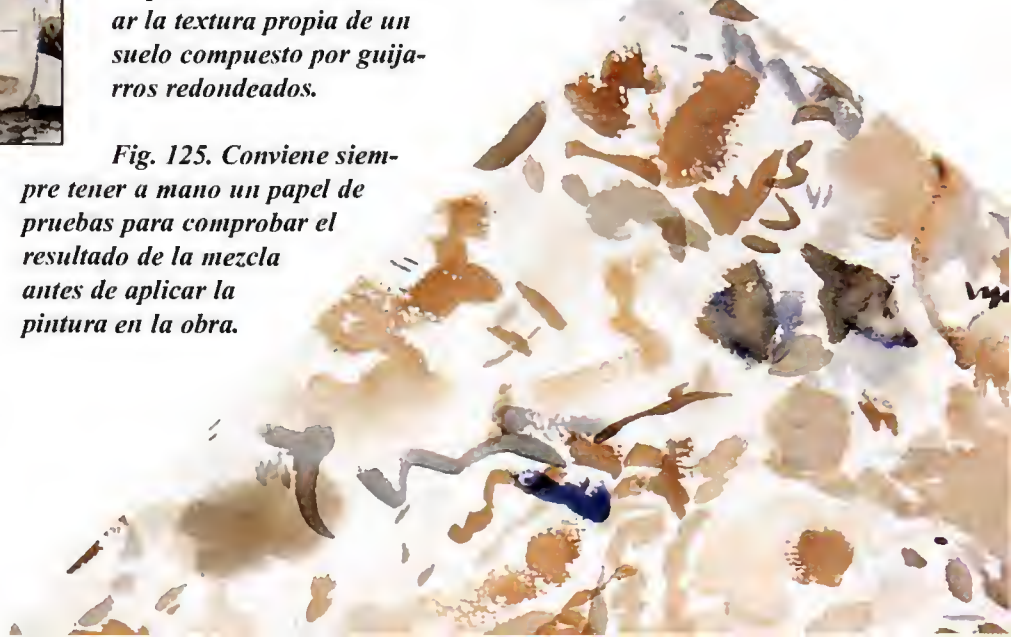 ar la textura propia de un
suelo compuesto por guija-
rros redondeados.
Fig. 125. Conviene siem-
pre tener a mano un papel de
pruebas para comprobar el
resultado de la mezcla
antes de aplicar la
pintura en la obra.